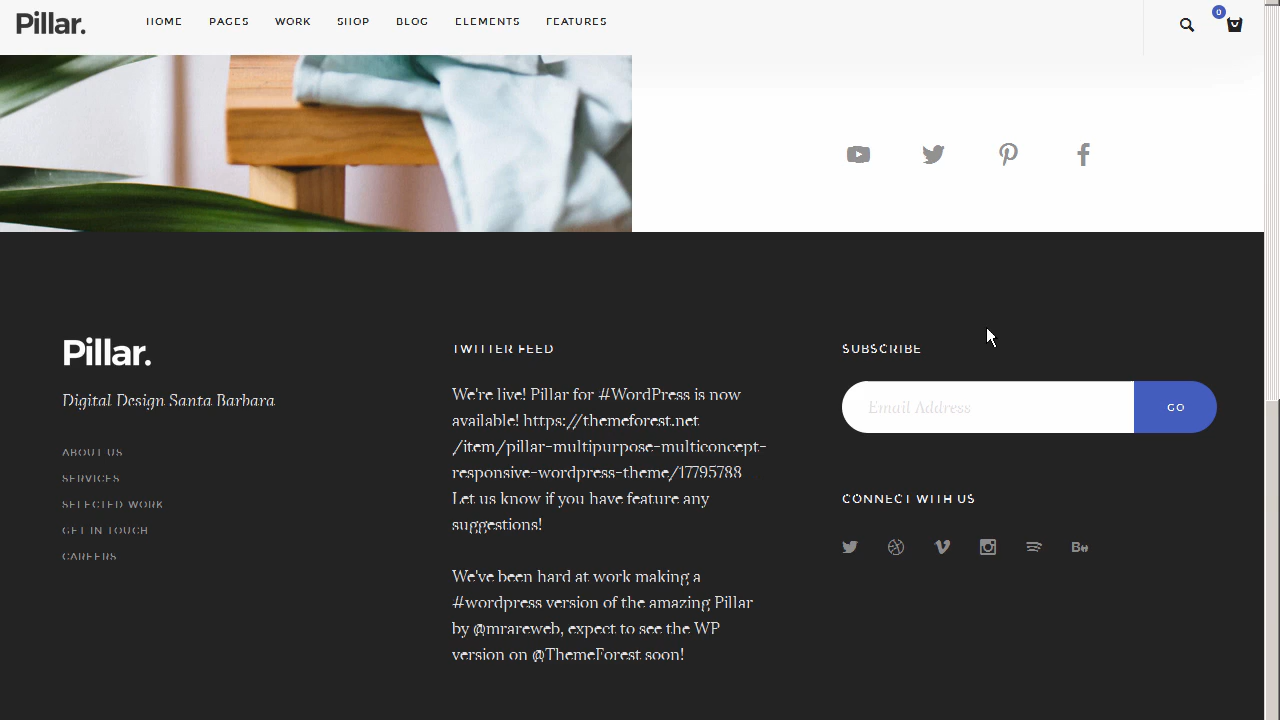 Pillar.
HOME PAGES WORK SHOP BLOG ELEMENTS FEATURES
0
Pillar.
Digital Design Santa Barbara
ABOUT US
SERVICES
SELECTED WORK
GET IN TOUCH
CAREERS
TWITTER FEED
We're live! Pillar for #WordPress is now
available! https://themeforest.net
/item/pillar-multipurpose-multiconcept-
responsive-wordpress-theme/17795788
Let us know if you have feature any
suggestions!
We've been hard at work making a
#wordpress version of the amazing Pillar
by @mrareweb, expect to see the WP
version on @ThemeForest soon!
SUBSCRIBE
Email Address
GO
CONNECT WITH US
Bē